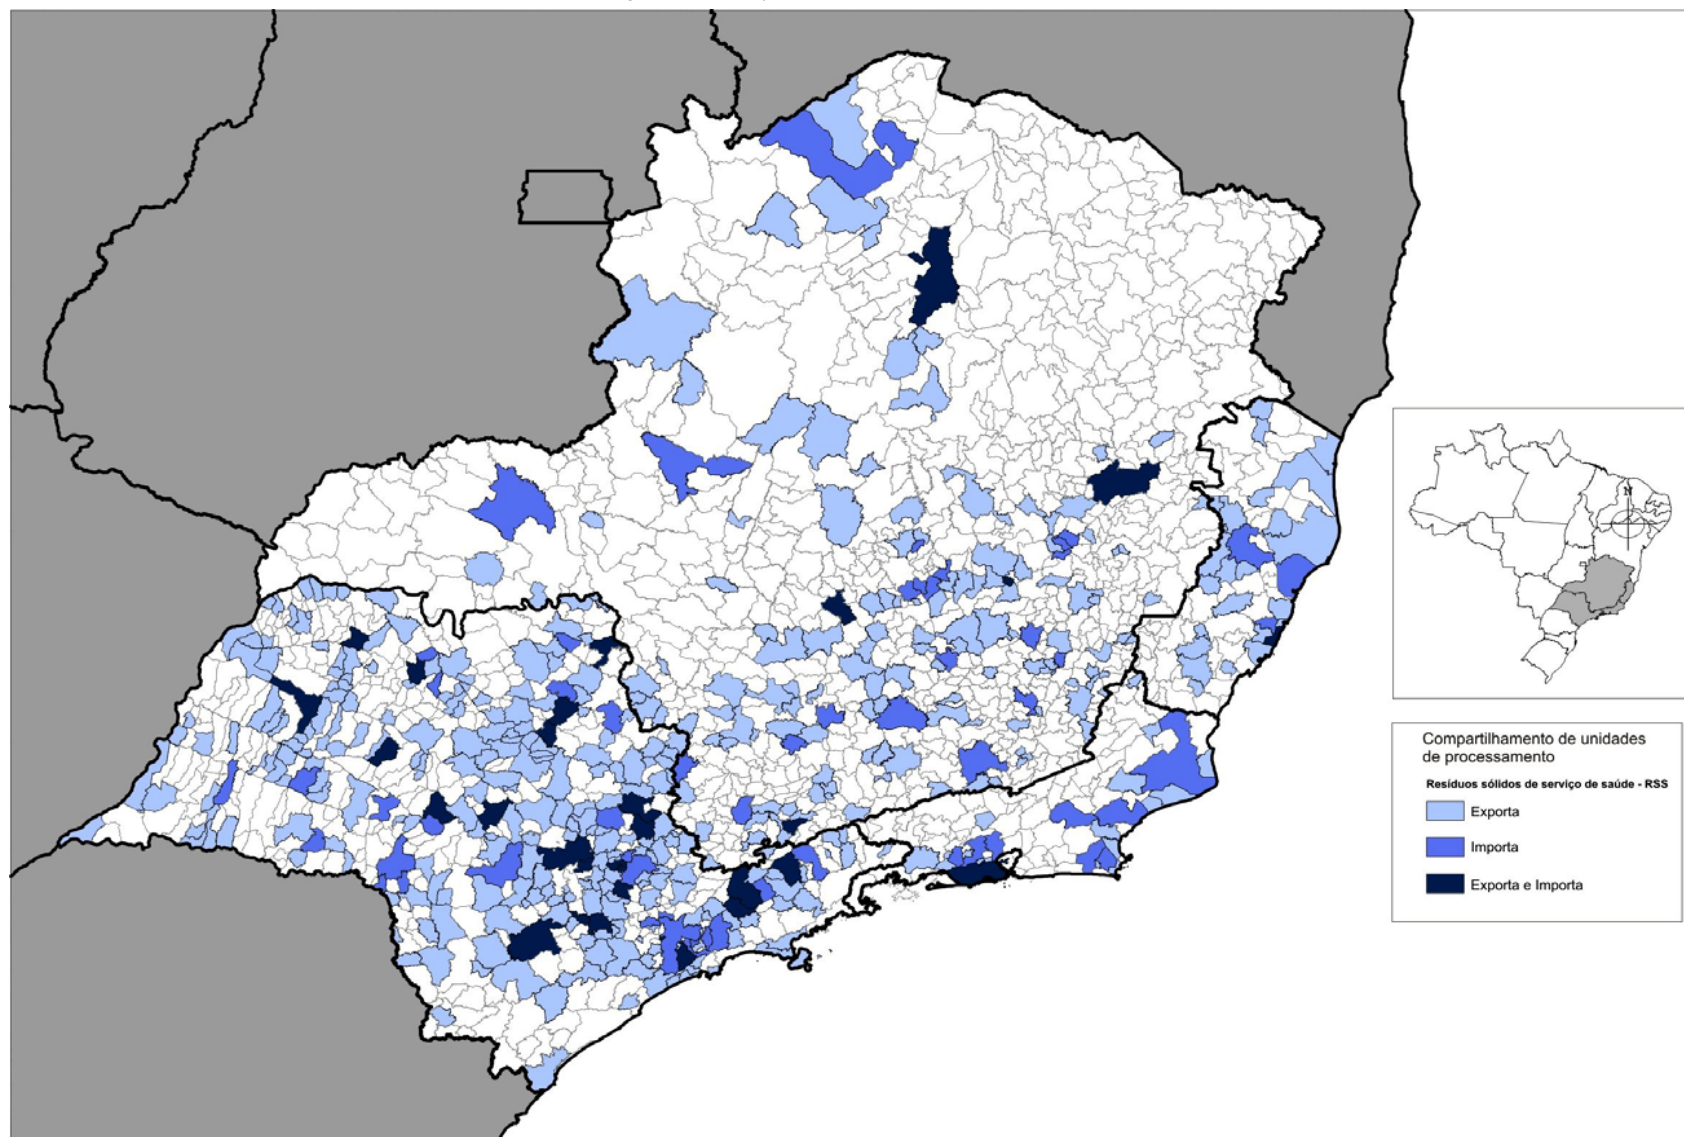 N
Compartilhamento de unidades
de processamento
Resíduos sólidos de serviço de saúde - RSS
Exporta
Importa
Exporta e Importa